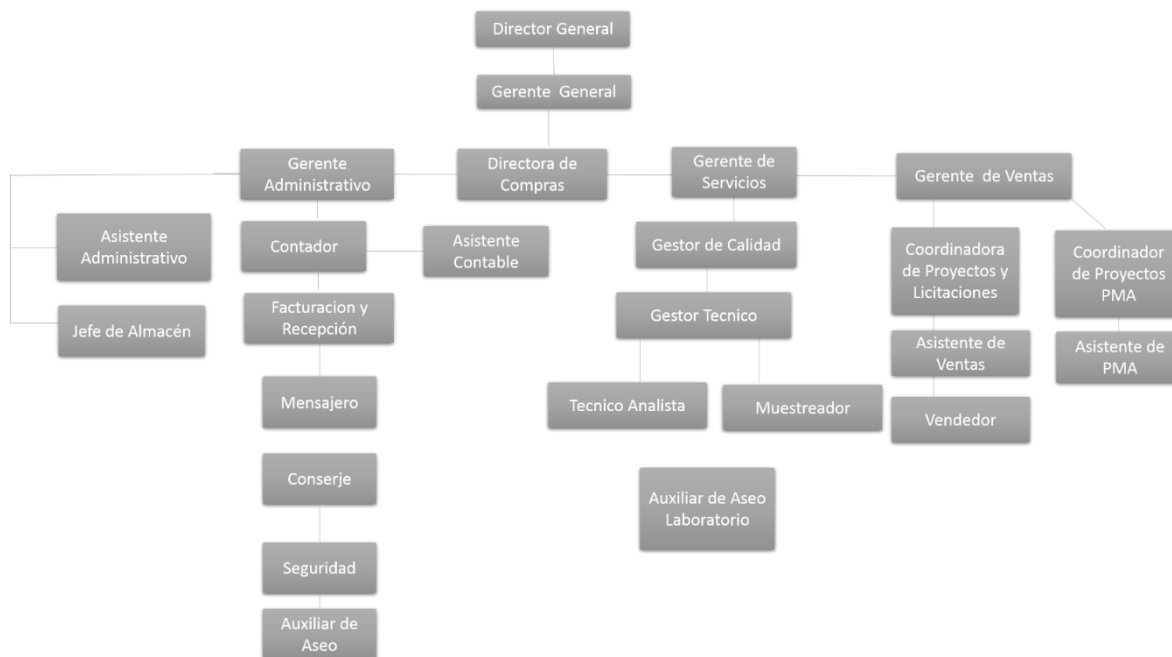 Director General
Gerente General
Gerente
Administrativo
Directora de
Compras
Gerente de
Servicios
Gerente de Ventas
Asistente
Administrativo
Contador
Asistente
Contable
Gestor de Calidad
Coordinadora
de Proyectos y
Licitaciones
Coordinador
de Proyectos
PMA
Jefe de Almacén
Facturacion y
Recepción
Gestor Tecnico
Asistente de
Ventas
Asistente de
PMA
Mensajero
Tecnico Analista
Muestreador
Vendedor
Conserje
Auxiliar de Aseo
Laboratorio
Seguridad
Auxiliar de
Aseo